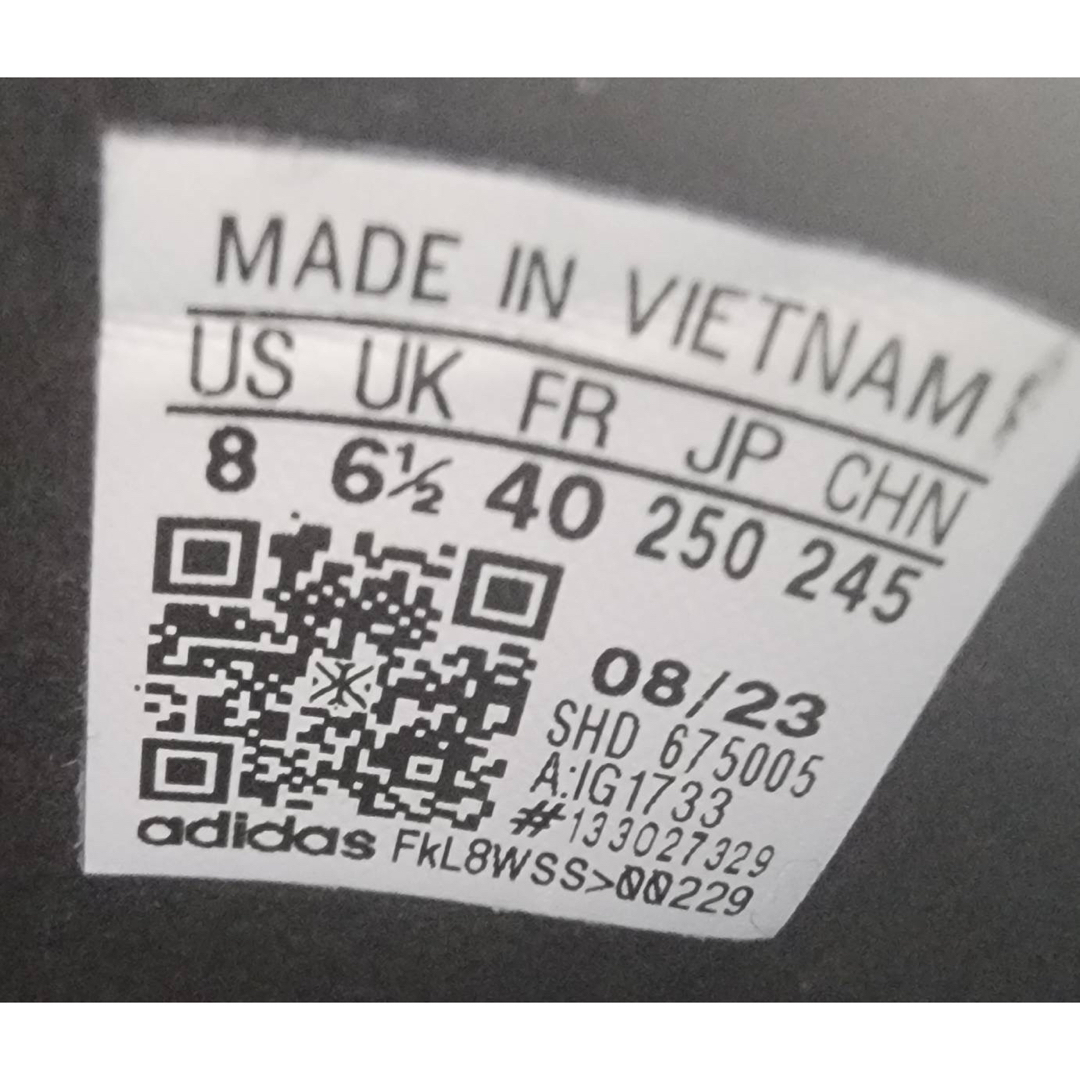 MADE IN VIETNAM
US UK FR JP CHN
8 6½ 40 250 245
08/23
SHD 675005
A:IG1733
#133027329
adidas FkL8WSS>00229